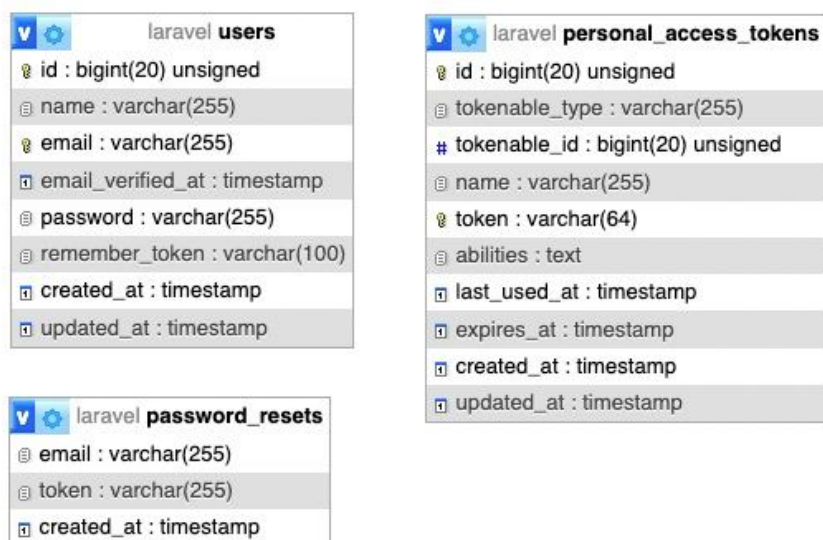 laravel users
id : bigint(20) unsigned
name : varchar(255)
email : varchar(255)
email_verified_at : timestamp
password : varchar(255)
remember_token : varchar(100)
created_at : timestamp
updated_at : timestamp
laravel personal_access_tokens
id : bigint(20) unsigned
tokenable_type : varchar(255)
tokenable_id : bigint(20) unsigned
name : varchar(255)
token : varchar(64)
abilities : text
last_used_at : timestamp
expires_at : timestamp
created_at : timestamp
updated_at : timestamp
laravel password_resets
email : varchar(255)
token : varchar(255)
created_at : timestamp